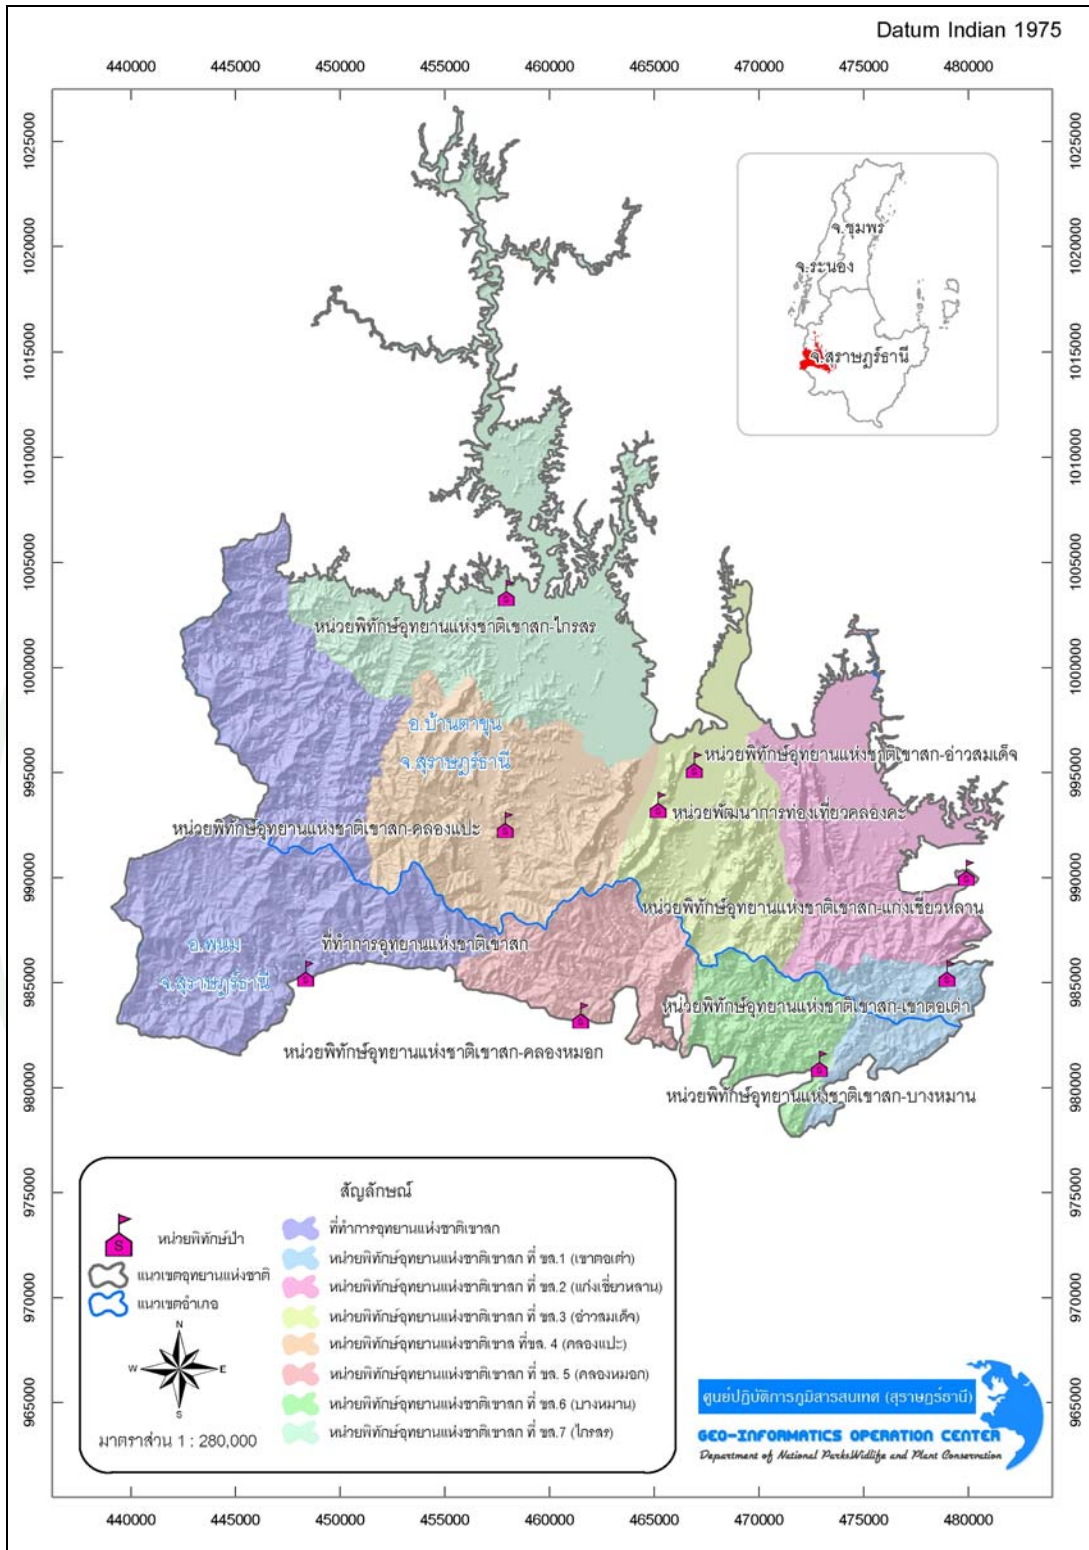 Datum Indian 1975
440000 445000 450000 455000 460000 465000 470000 475000 480000
1025000 1025000
1020000 1020000
1015000 1015000
1010000 1010000
1005000 1005000
1000000 1000000
995000 995000
990000 990000
985000 985000
980000 980000
975000 975000
970000 970000
965000 965000
จ.ชุมพร
จ.ระนอง
จ.สุราษฎร์ธานี
หน่วยพิทักษ์อุทยานแห่งชาติเขาสก-ไกรสร
อ.บ้านตาขุน
จ.สุราษฎร์ธานี
หน่วยพิทักษ์อุทยานแห่งชาติเขาสก-อ่าวสมเด็จ
หน่วยพัฒนาการท่องเที่ยวคลองคะ
หน่วยพิทักษ์อุทยานแห่งชาติเขาสก-คลองแปะ
หน่วยพิทักษ์อุทยานแห่งชาติเขาสก-แก่งเชี่ยวหลาน
อ.พนม
จ.สุราษฎร์ธานี
ที่ทำการอุทยานแห่งชาติเขาสก
หน่วยพิทักษ์อุทยานแห่งชาติเขาสก-เขาตอเต่า
หน่วยพิทักษ์อุทยานแห่งชาติเขาสก-คลองหมอก
หน่วยพิทักษ์อุทยานแห่งชาติเขาสก-บางหมาน
สัญลักษณ์
S หน่วยพิทักษ์ป่า
แนวเขตอุทยานแห่งชาติ
แนวเขตอำเภอ
ที่ทำการอุทยานแห่งชาติเขาสก
หน่วยพิทักษ์อุทยานแห่งชาติเขาสก ที่ ขส.1 (เขาตอเต่า)
หน่วยพิทักษ์อุทยานแห่งชาติเขาสก ที่ ขส.2 (แก่งเชี่ยวหลาน)
หน่วยพิทักษ์อุทยานแห่งชาติเขาสก ที่ ขส.3 (อ่าวสมเด็จ)
หน่วยพิทักษ์อุทยานแห่งชาติเขาส ที่ขส. 4 (คลองแปะ)
หน่วยพิทักษ์อุทยานแห่งชาติเขาสก ที่ ขส. 5 (คลองหมอก)
หน่วยพิทักษ์อุทยานแห่งชาติเขาสก ที่ ขส.6 (บางหมาน)
หน่วยพิทักษ์อุทยานแห่งชาติเขาสก ที่ ขส.7 (ไกรสร)
N
W E
S
มาตราส่วน 1 : 280,000
ศูนย์ปฏิบัติการภูมิสารสนเทศ (สุราษฎร์ธานี)
GEO-INFORMATICS OPERATION CENTER
Department of National Parks,Wildlife and Plant Conservation
440000 445000 450000 455000 460000 465000 470000 475000 480000